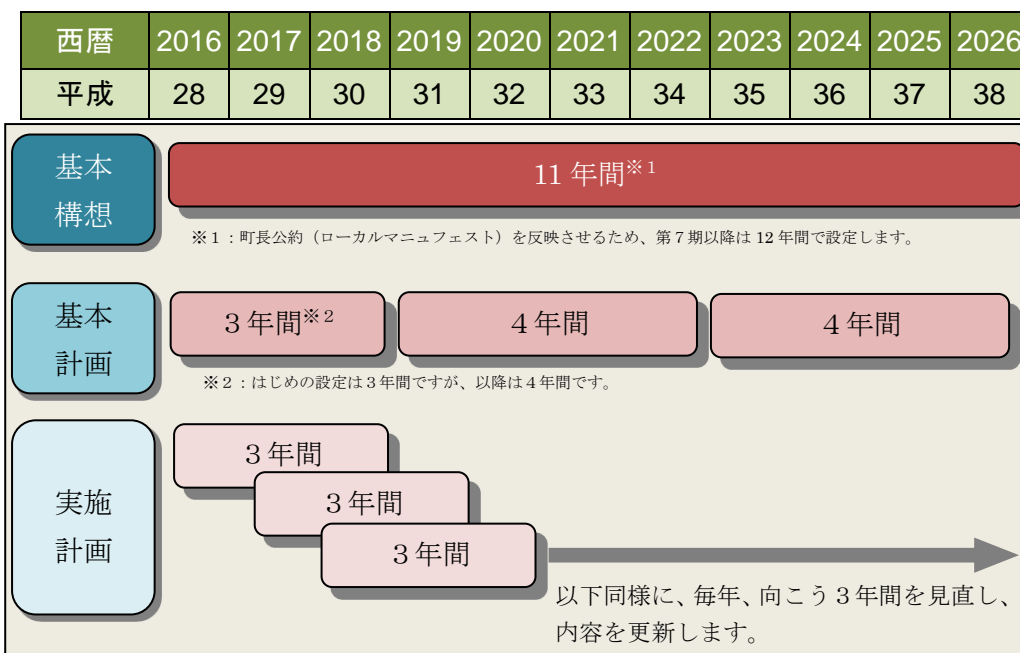 西暦 2016 2017 2018 2019 2020 2021 2022 2023 2024 2025 2026
平成 28 29 30 31 32 33 34 35 36 37 38
基本
構想
11 年間※1
※1：町長公約（ローカルマニュフェスト）を反映させるため、第７期以降は 12 年間で設定します。
基本
計画
３年間※2
４年間
４年間
※２：はじめの設定は３年間ですが、以降は４年間です。
実施
計画
３年間
３年間
３年間
以下同様に、毎年、向こう３年間を見直し、
内容を更新します。